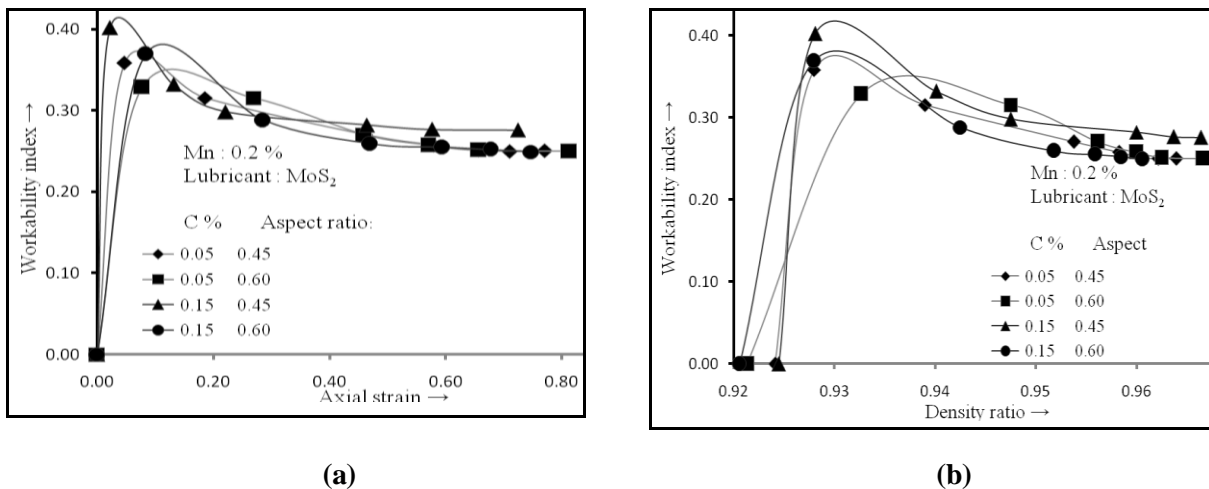 0.40
0.30
0.20
0.10
0.00
Workability index →
Mn : 0.2 %
Lubricant : MoS₂
C % Aspect ratio:
0.05 0.45
0.05 0.60
0.15 0.45
0.15 0.60
0.00 0.20 0.40 0.60 0.80
Axial strain →
(a)
0.40
0.30
0.20
0.10
0.00
Workability index →
Mn : 0.2 %
Lubricant : MoS₂
C % Aspect
0.05 0.45
0.05 0.60
0.15 0.45
0.15 0.60
0.92 0.93 0.94 0.95 0.96
Density ratio →
(b)